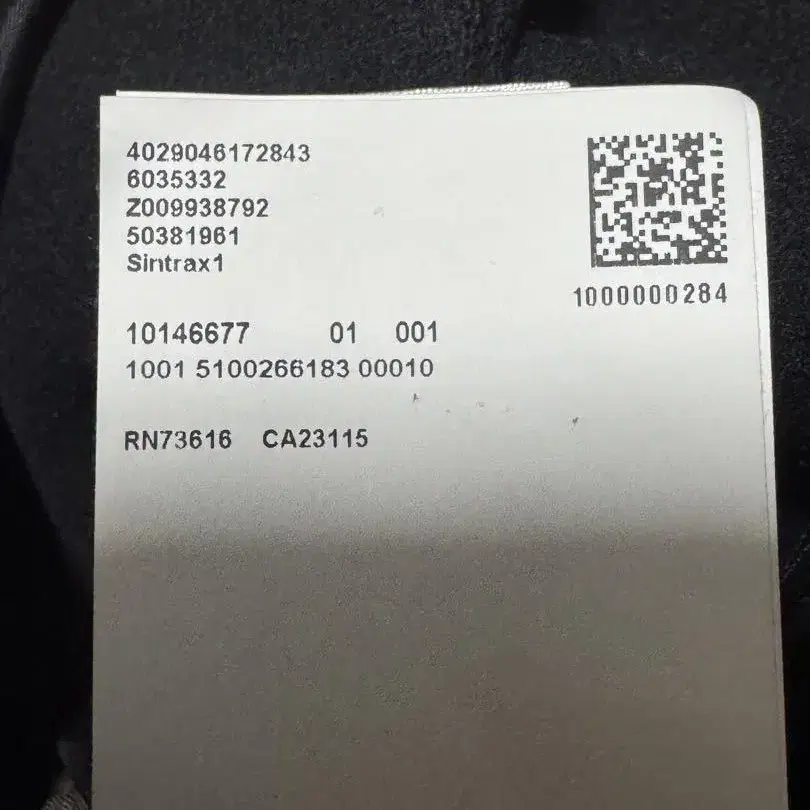 4029046172843
6035332
Z009938792
50381961
Sintrax1
1000000284
10146677 01 001
1001 5100266183 00010
RN73616 CA23115